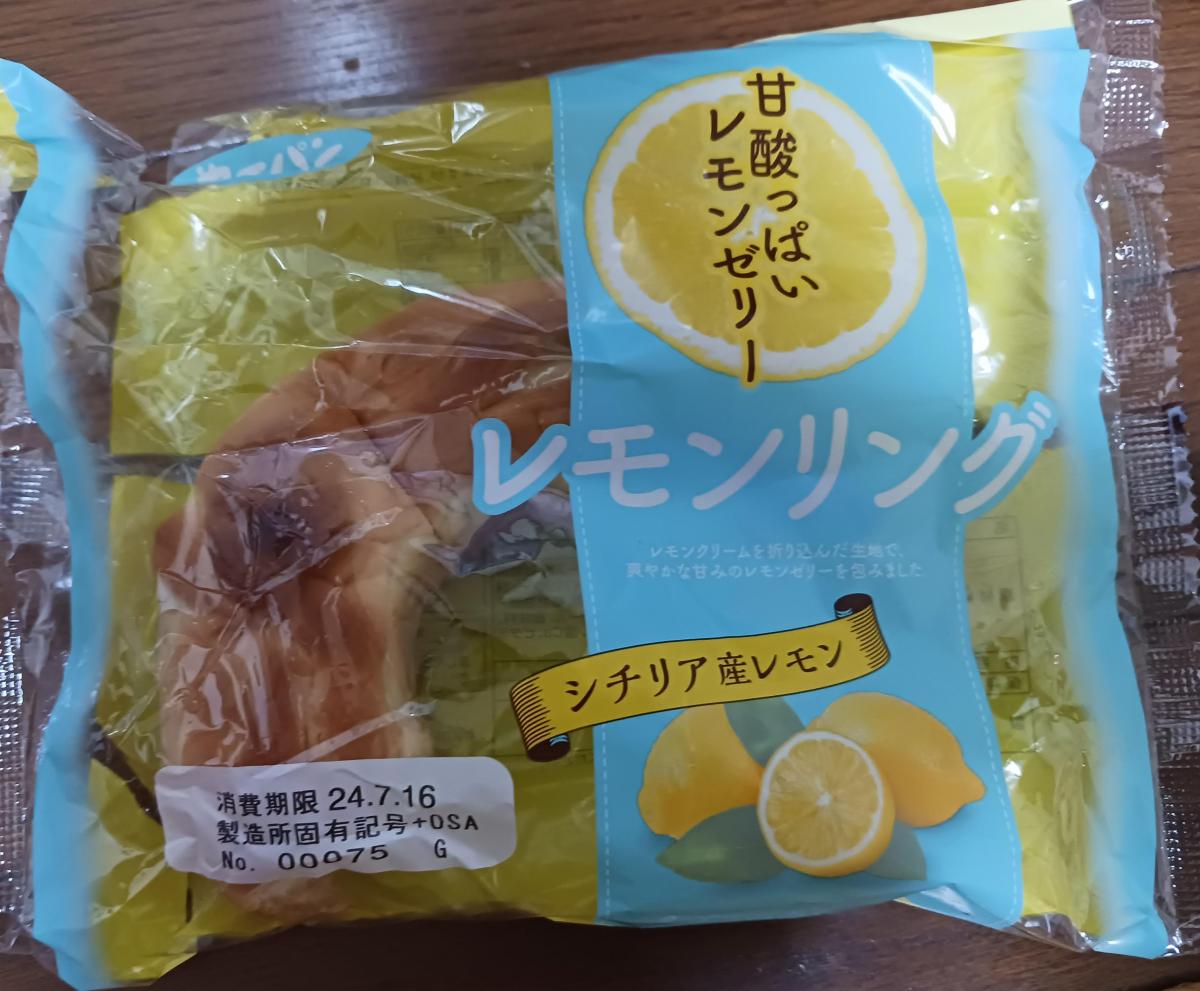 甘酸っぱい
レモンゼリー
レモンリング
レモンクリームを折り込んだ生地で、
爽やかな甘みのレモンゼリーを包みました
シチリア産レモン
消費期限 24.7.16
製造所固有記号+OSA
No. 00075 G